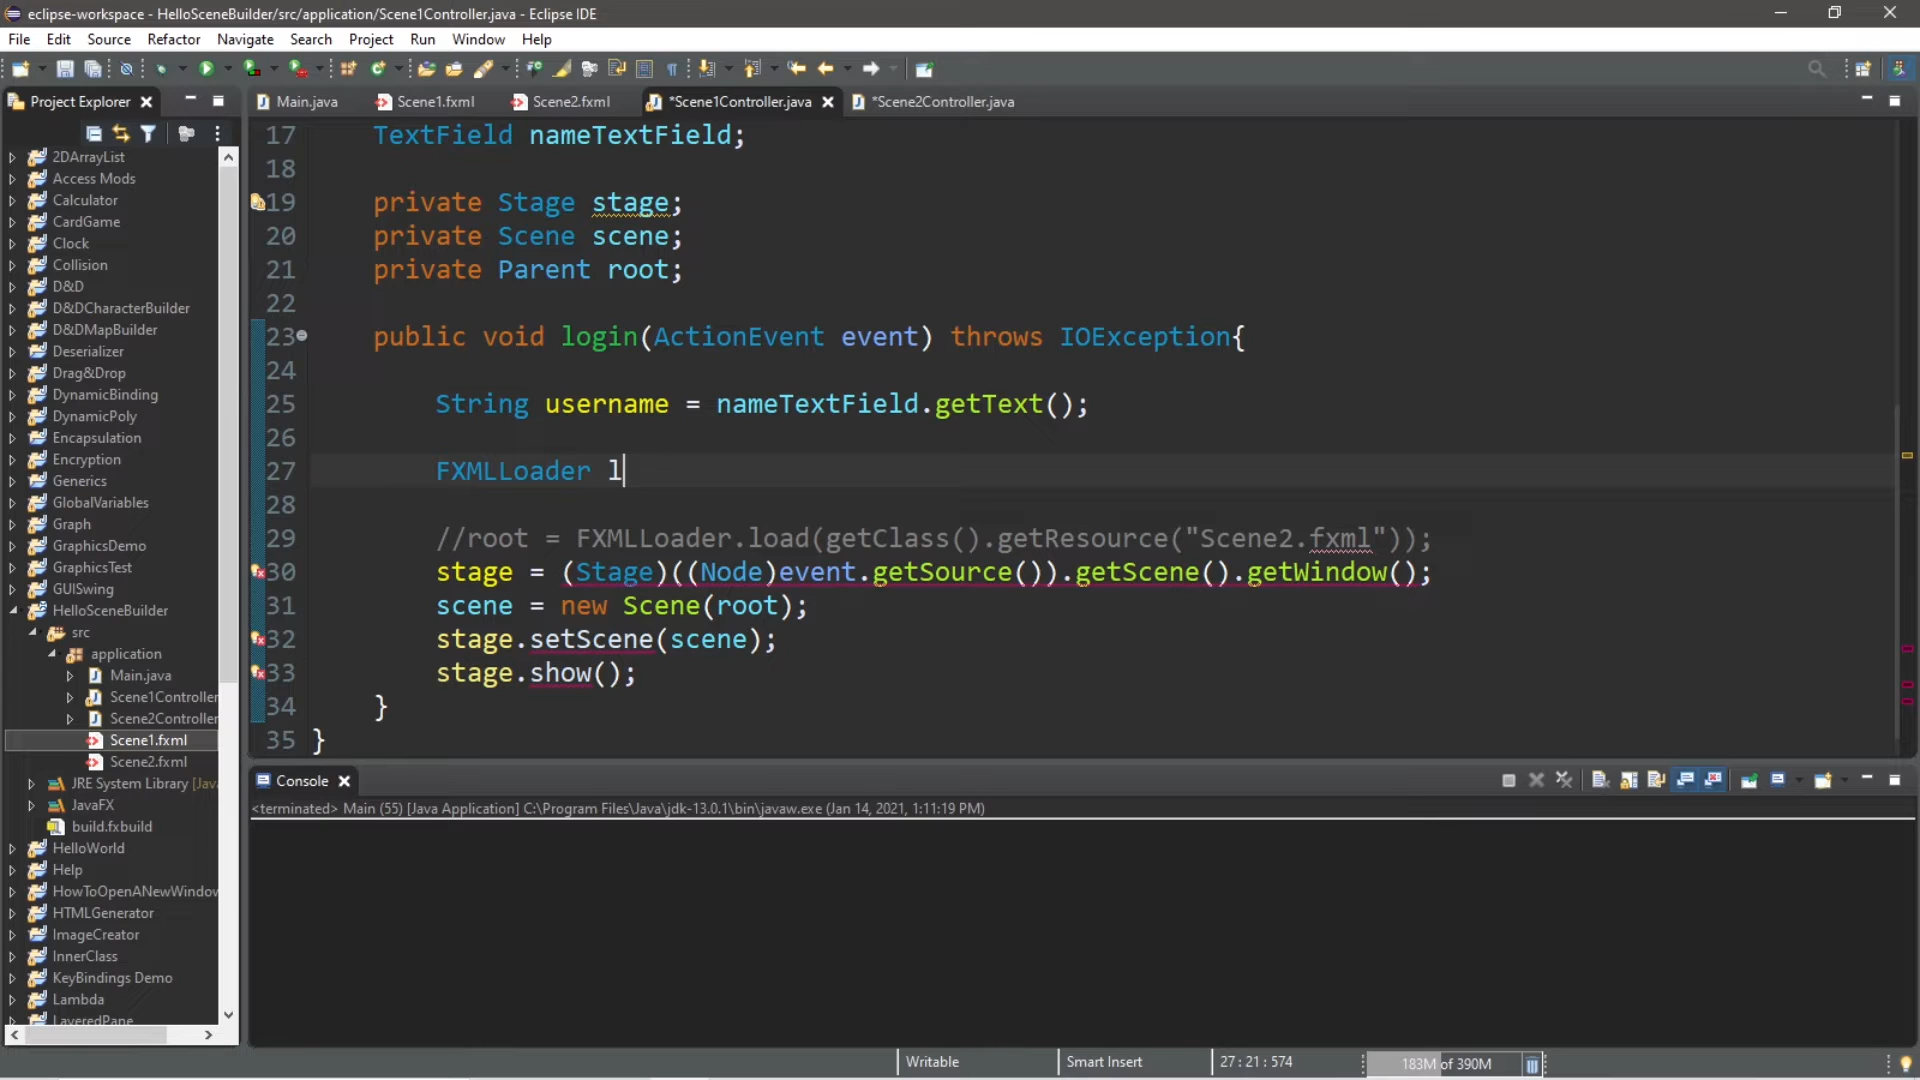 eclipse-workspace - HelloSceneBuilder/src/application/Scene1Controller.java - Eclipse IDE
File Edit Source Refactor Navigate Search Project Run Window Help
Project Explorer
Main.java Scene1.fxml Scene2.fxml *Scene1Controller.java *Scene2Controller.java
2DArrayList
Access Mods
Calculator
CardGame
Clock
Collision
D&D
D&DCharacterBuilder
D&DMapBuilder
Deserializer
Drag&Drop
DynamicBinding
DynamicPoly
Encapsulation
Encryption
Generics
GlobalVariables
Graph
GraphicsDemo
GraphicsTest
GUISwing
HelloSceneBuilder
src
application
Main.java
Scene1Controller
Scene2Controller
Scene1.fxml
Scene2.fxml
JRE System Library [Java
JavaFX
build.fxbuild
HelloWorld
Help
HowToOpenANewWindow
HTMLGenerator
ImageCreator
InnerClass
KeyBindings Demo
Lambda
LayeredPane
17 TextField nameTextField;
18
19 private Stage stage;
20 private Scene scene;
21 private Parent root;
22
23 public void login(ActionEvent event) throws IOException{
24
25 String username = nameTextField.getText();
26
27 FXMLLoader l
28
29 //root = FXMLLoader.load(getClass().getResource("Scene2.fxml"));
30 stage = (Stage)((Node)event.getSource()).getScene().getWindow();
31 scene = new Scene(root);
32 stage.setScene(scene);
33 stage.show();
34 }
35 }
Console
<terminated> Main (55) [Java Application] C:\Program Files\Java\jdk-13.0.1\bin\javaw.exe (Jan 14, 2021, 1:11:19 PM)
Writable Smart Insert 27 : 21 : 574 183M of 390M